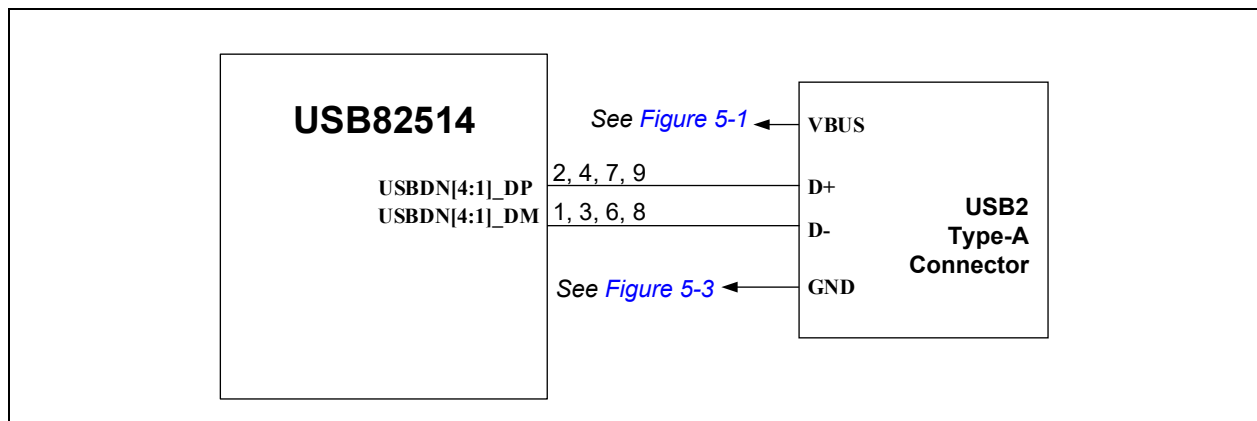 USB82514
See Figure 5-1
VBUS
USBDN[4:1]_DP
2, 4, 7, 9
D+
USBDN[4:1]_DM
1, 3, 6, 8
D-
USB2
Type-A
Connector
See Figure 5-3
GND